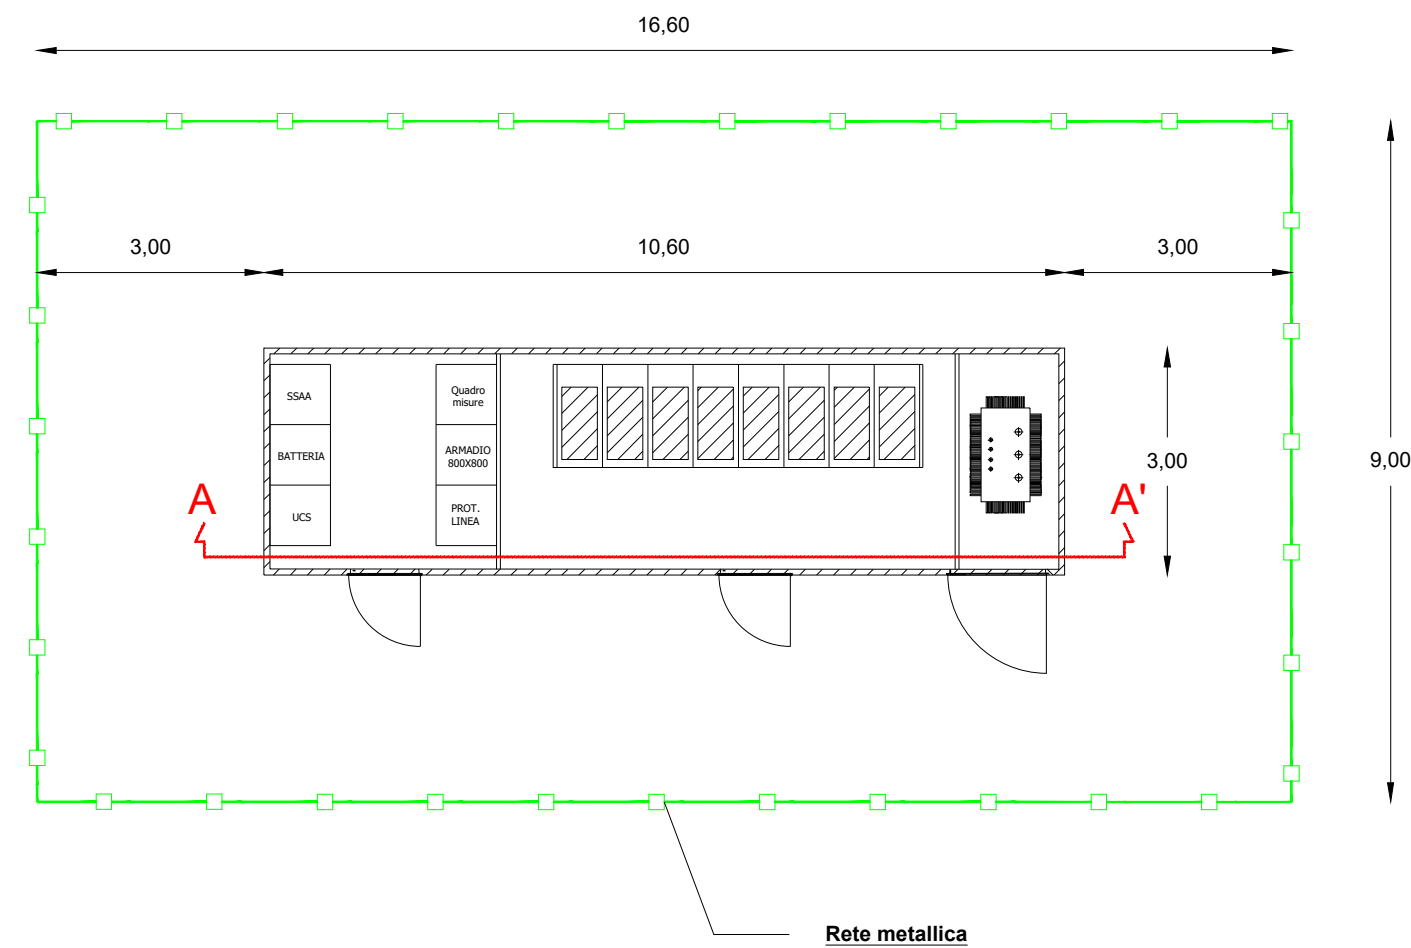 16,60
3,00
10,60
3,00
SSAA
Quadro
misure
BATTERIA
ARMADIO
800X800
3,00
9,00
A
A'
UCS
PROT.
LINEA
Rete metallica